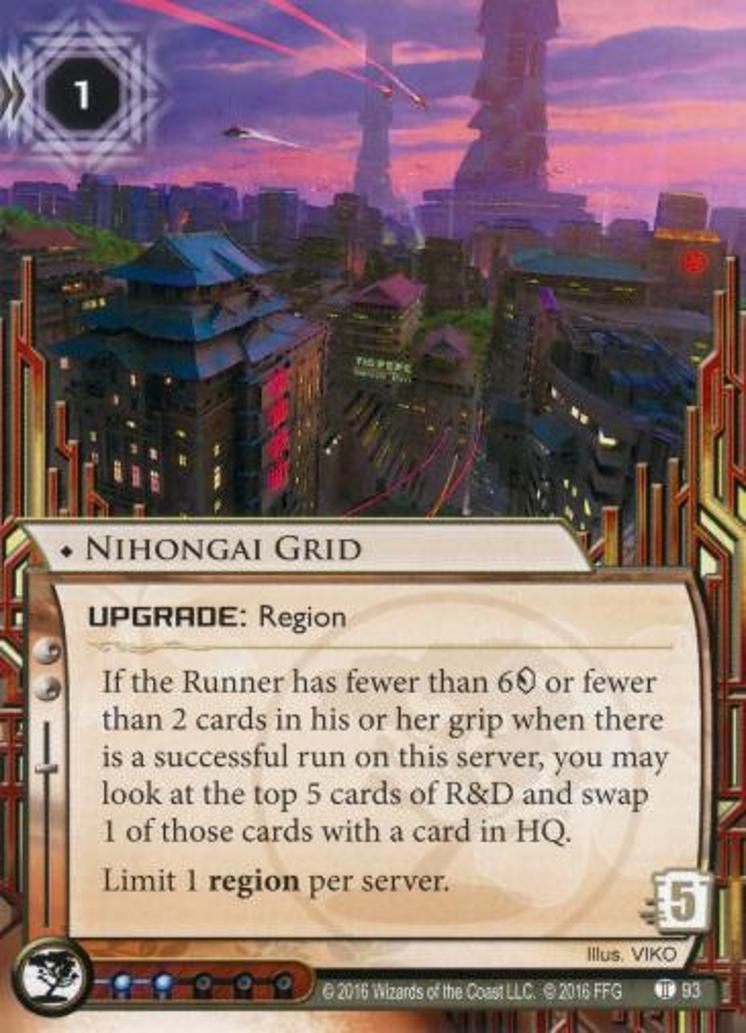 1
TIO PEPE
◆ NIHONGAI GRID
UPGRADE: Region
If the Runner has fewer than 6 or fewer
than 2 cards in his or her grip when there
is a successful run on this server, you may
look at the top 5 cards of R&D and swap
1 of those cards with a card in HQ.
Limit 1 region per server.
5
Illus. VIKO
© 2016 Wizards of the Coast LLC. © 2016 FFG 93